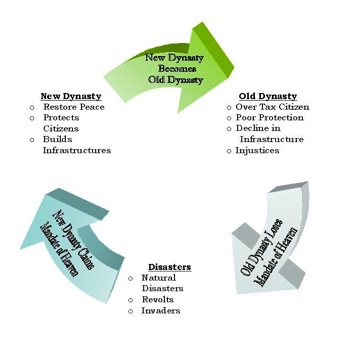 New Dynasty
Becomes
Old Dynasty
New Dynasty
o Restore Peace
o Protects
Citizens
o Builds
Infrastructures
Old Dynasty
o Over Tax Citizen
o Poor Protection
o Decline in
Infrastructure
o Injustices
New Dynasty Claims
Mandate of Heaven
Old Dynasty Loses
Mandate of Heaven
Disasters
o Natural
Disasters
o Revolts
o Invaders